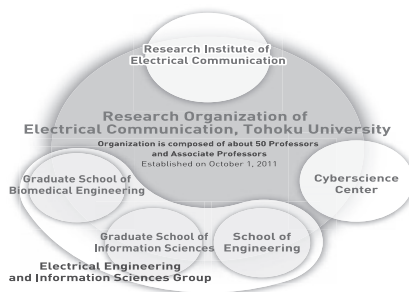 Research Institute of
Electrical Communication
Research Organization of
Electrical Communication, Tohoku University
Organization is composed of about 50 Professors
and Associate Professors
Established on October 1, 2011
Graduate School of
Biomedical Engineering
Cyberscience
Center
Graduate School of
Information Sciences
School of
Engineering
Electrical Engineering
and Information Sciences Group